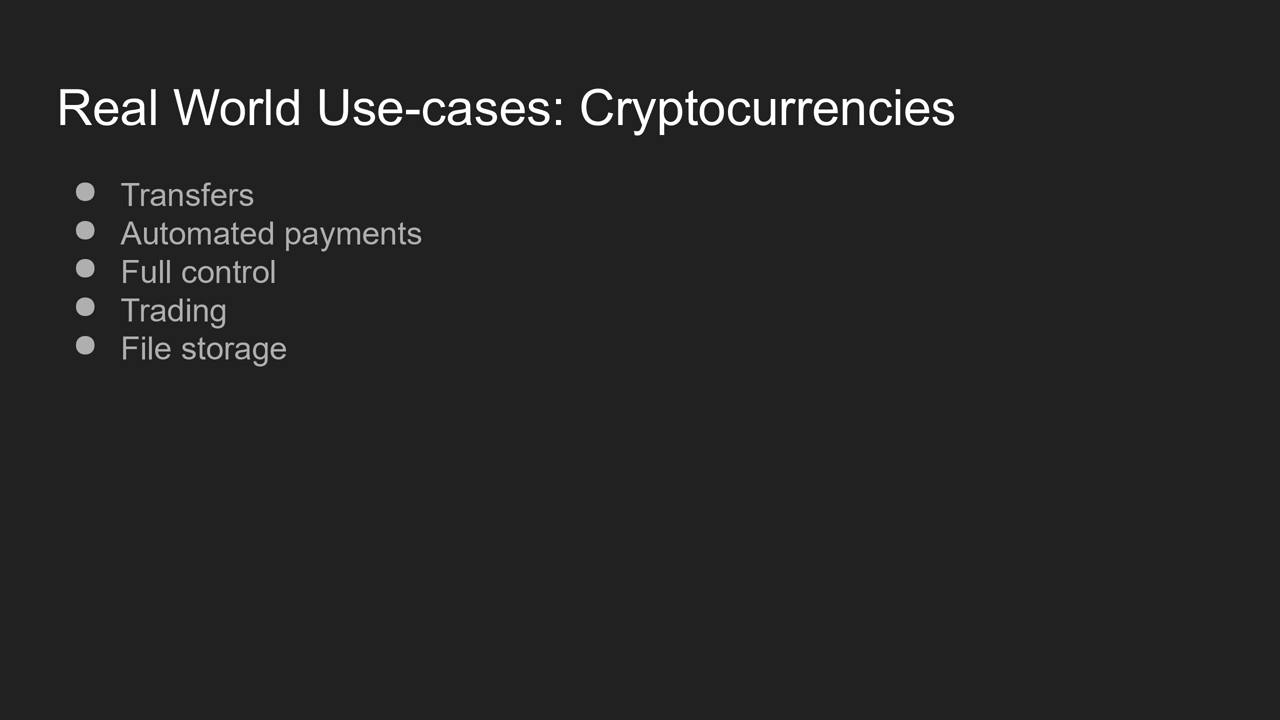 Real World Use-cases: Cryptocurrencies
● Transfers
● Automated payments
● Full control
● Trading
● File storage